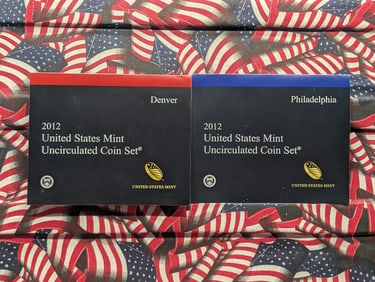 Denver
2012
United States Mint
Uncirculated Coin Set®
UNITED STATES MINT
Philadelphia
2012
United States Mint
Uncirculated Coin Set®
UNITED STATES MINT